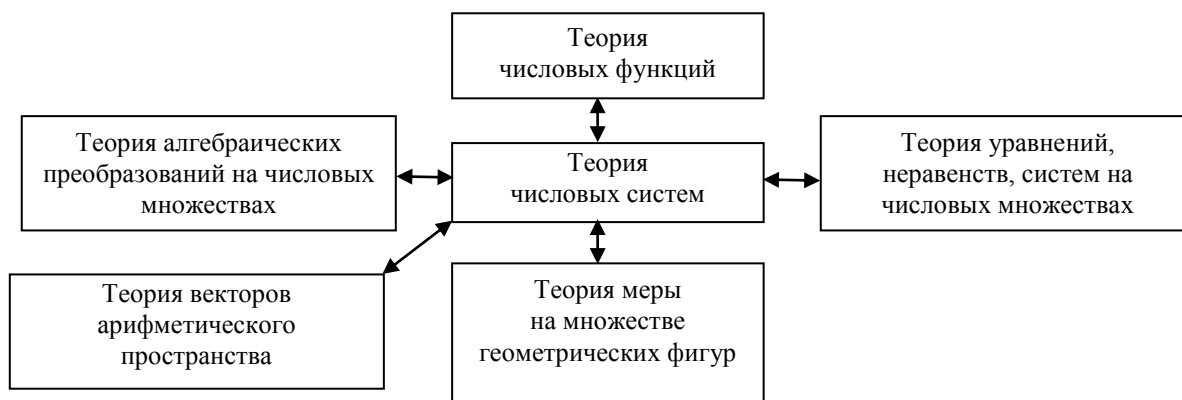 Теория
числовых функций
Теория алгебраических
преобразований на числовых
множествах
Теория
числовых систем
Теория уравнений,
неравенств, систем на
числовых множествах
Теория векторов
арифметического
пространства
Теория меры
на множестве
геометрических фигур